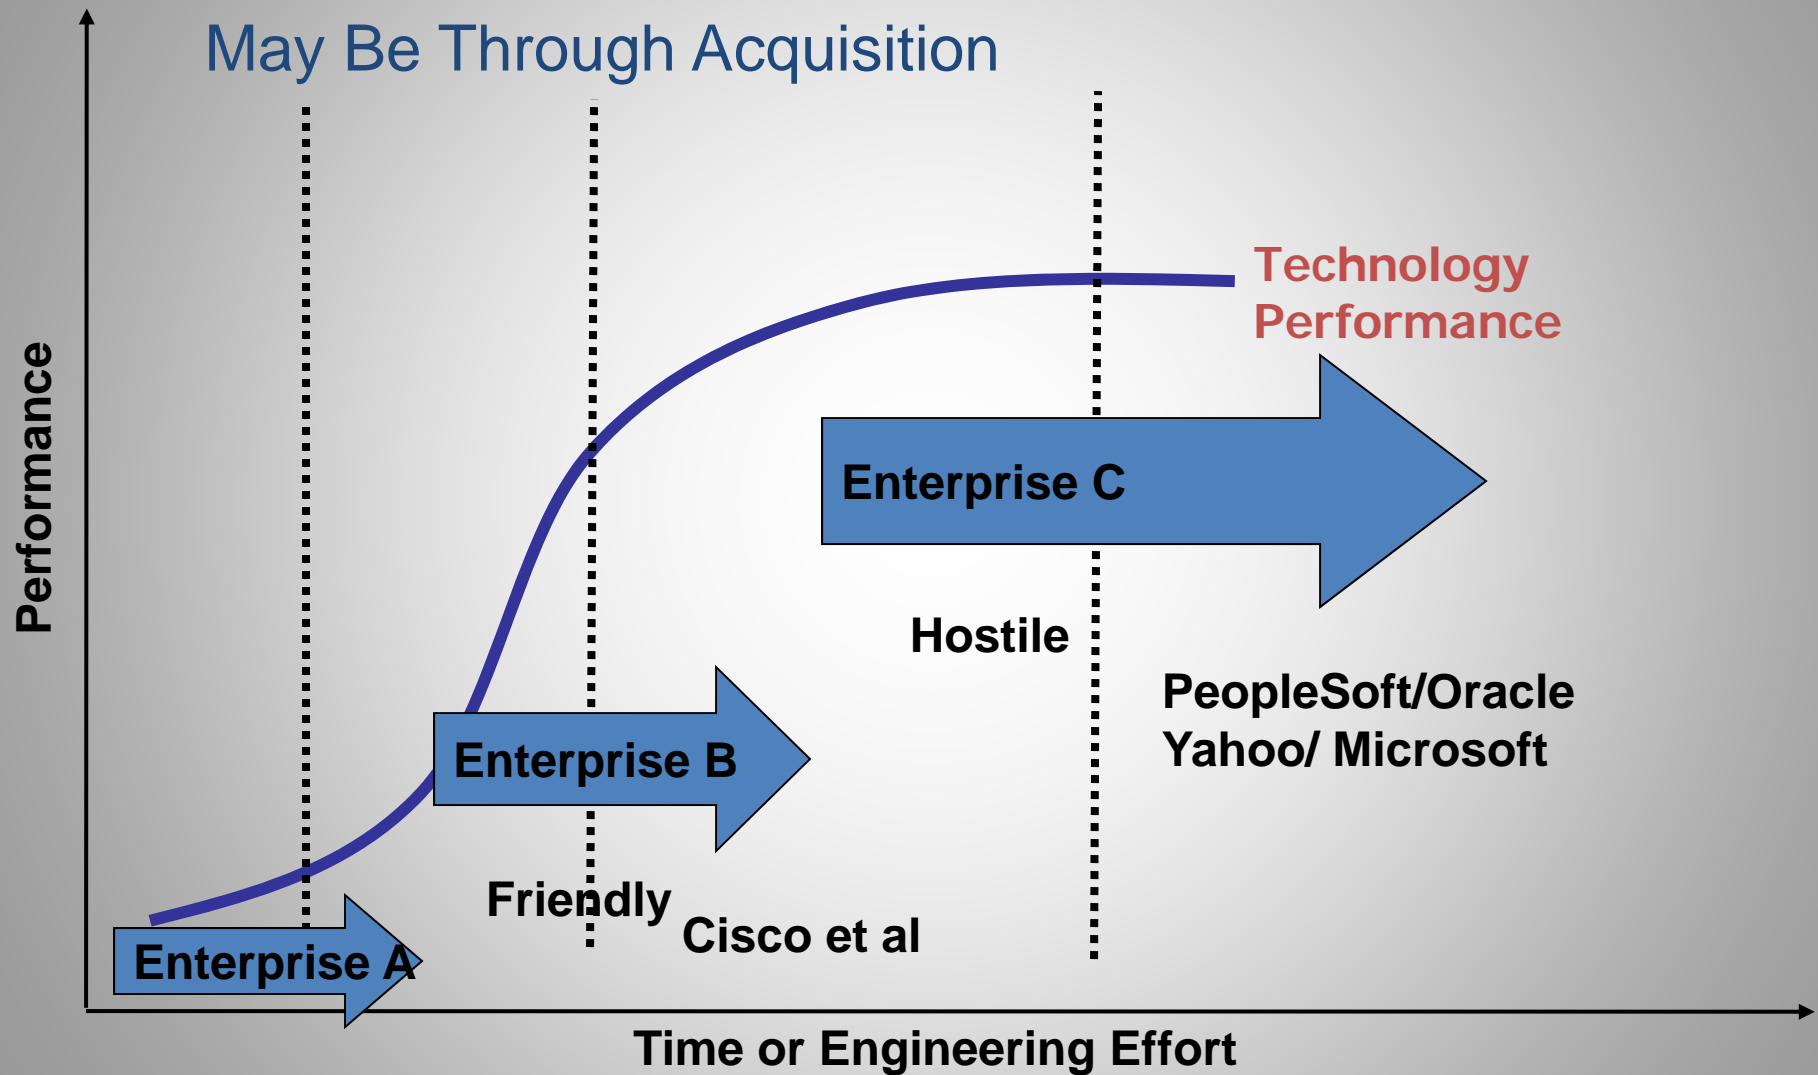 May Be Through Acquisition
Technology
Performance
Performance
Enterprise C
Hostile
PeopleSoft/Oracle
Yahoo/ Microsoft
Enterprise B
Friendly
Cisco et al
Enterprise A
Time or Engineering Effort